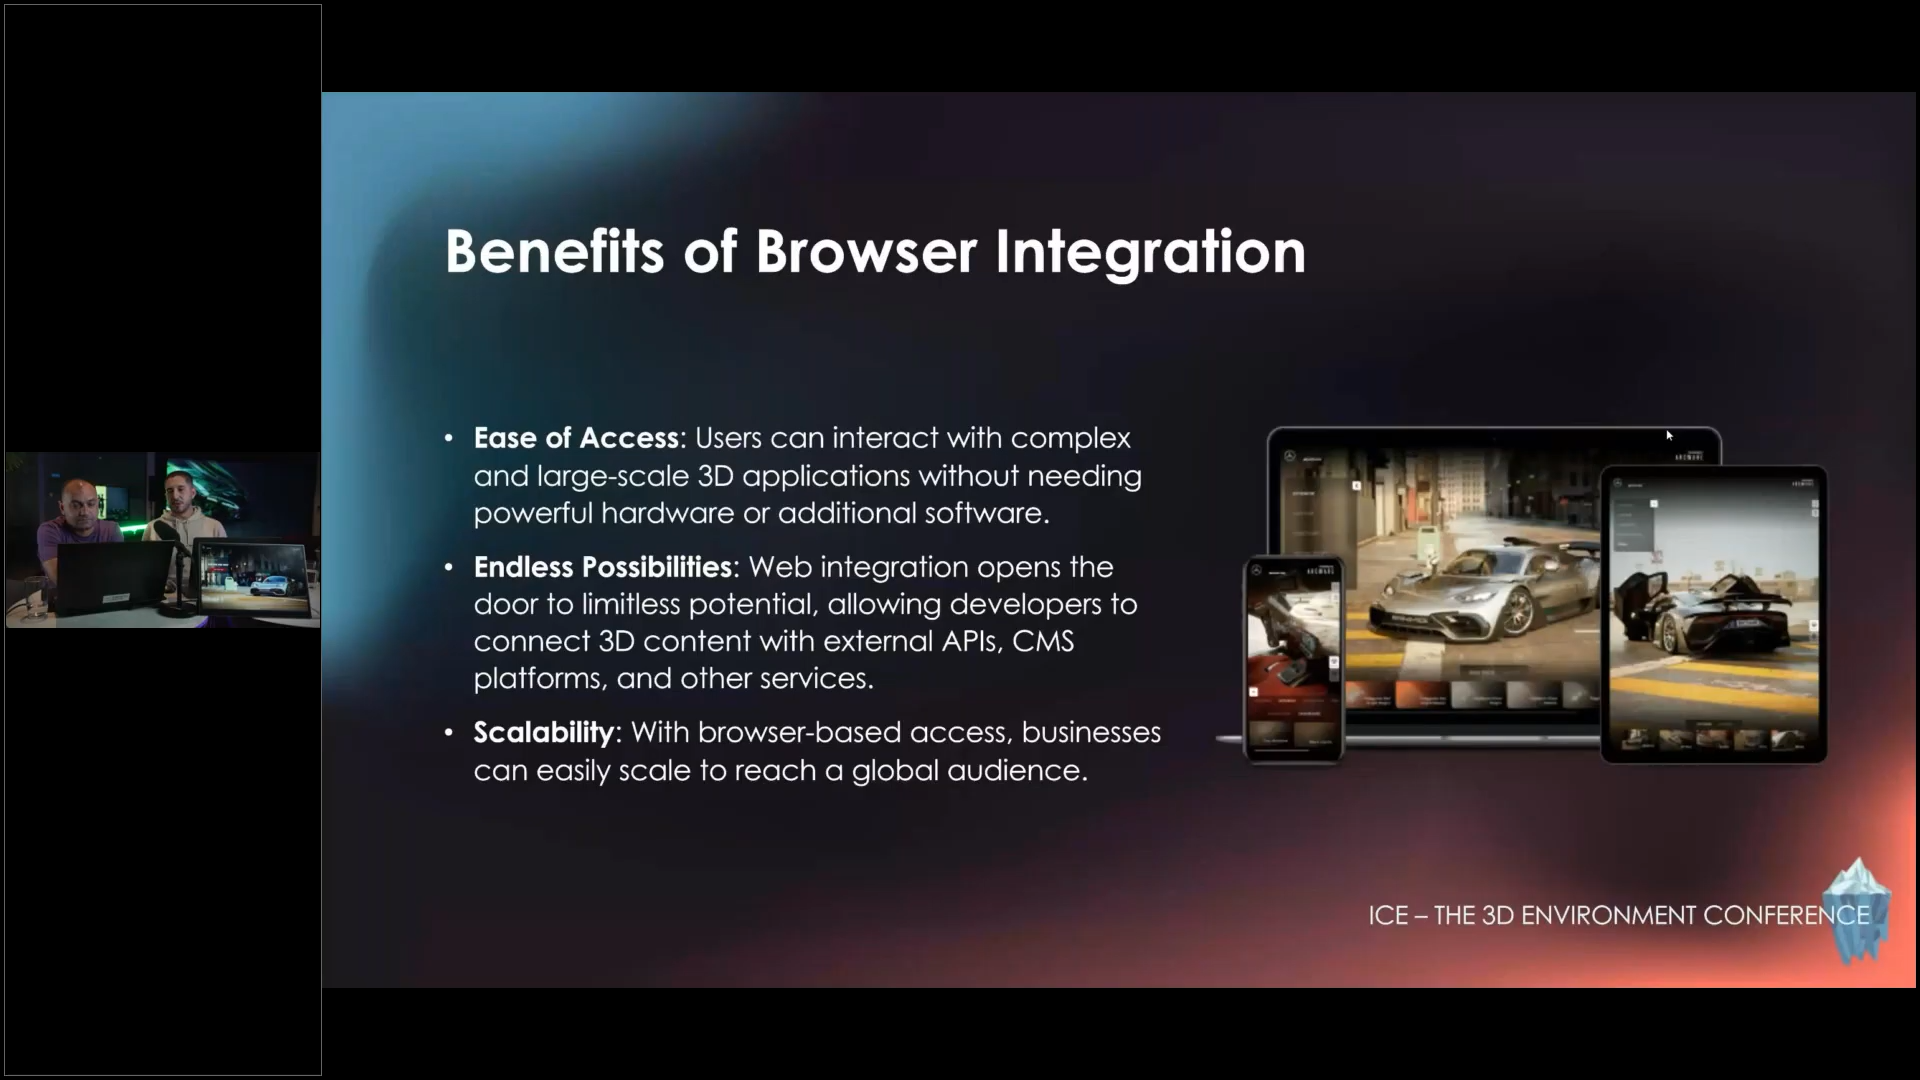 Benefits of Browser Integration
• Ease of Access: Users can interact with complex
and large-scale 3D applications without needing
powerful hardware or additional software.
• Endless Possibilities: Web integration opens the
door to limitless potential, allowing developers to
connect 3D content with external APIs, CMS
platforms, and other services.
• Scalability: With browser-based access, businesses
can easily scale to reach a global audience.
ARCWARE
ARCWARE
ARCWARE
ICE – THE 3D ENVIRONMENT CONFERENCE